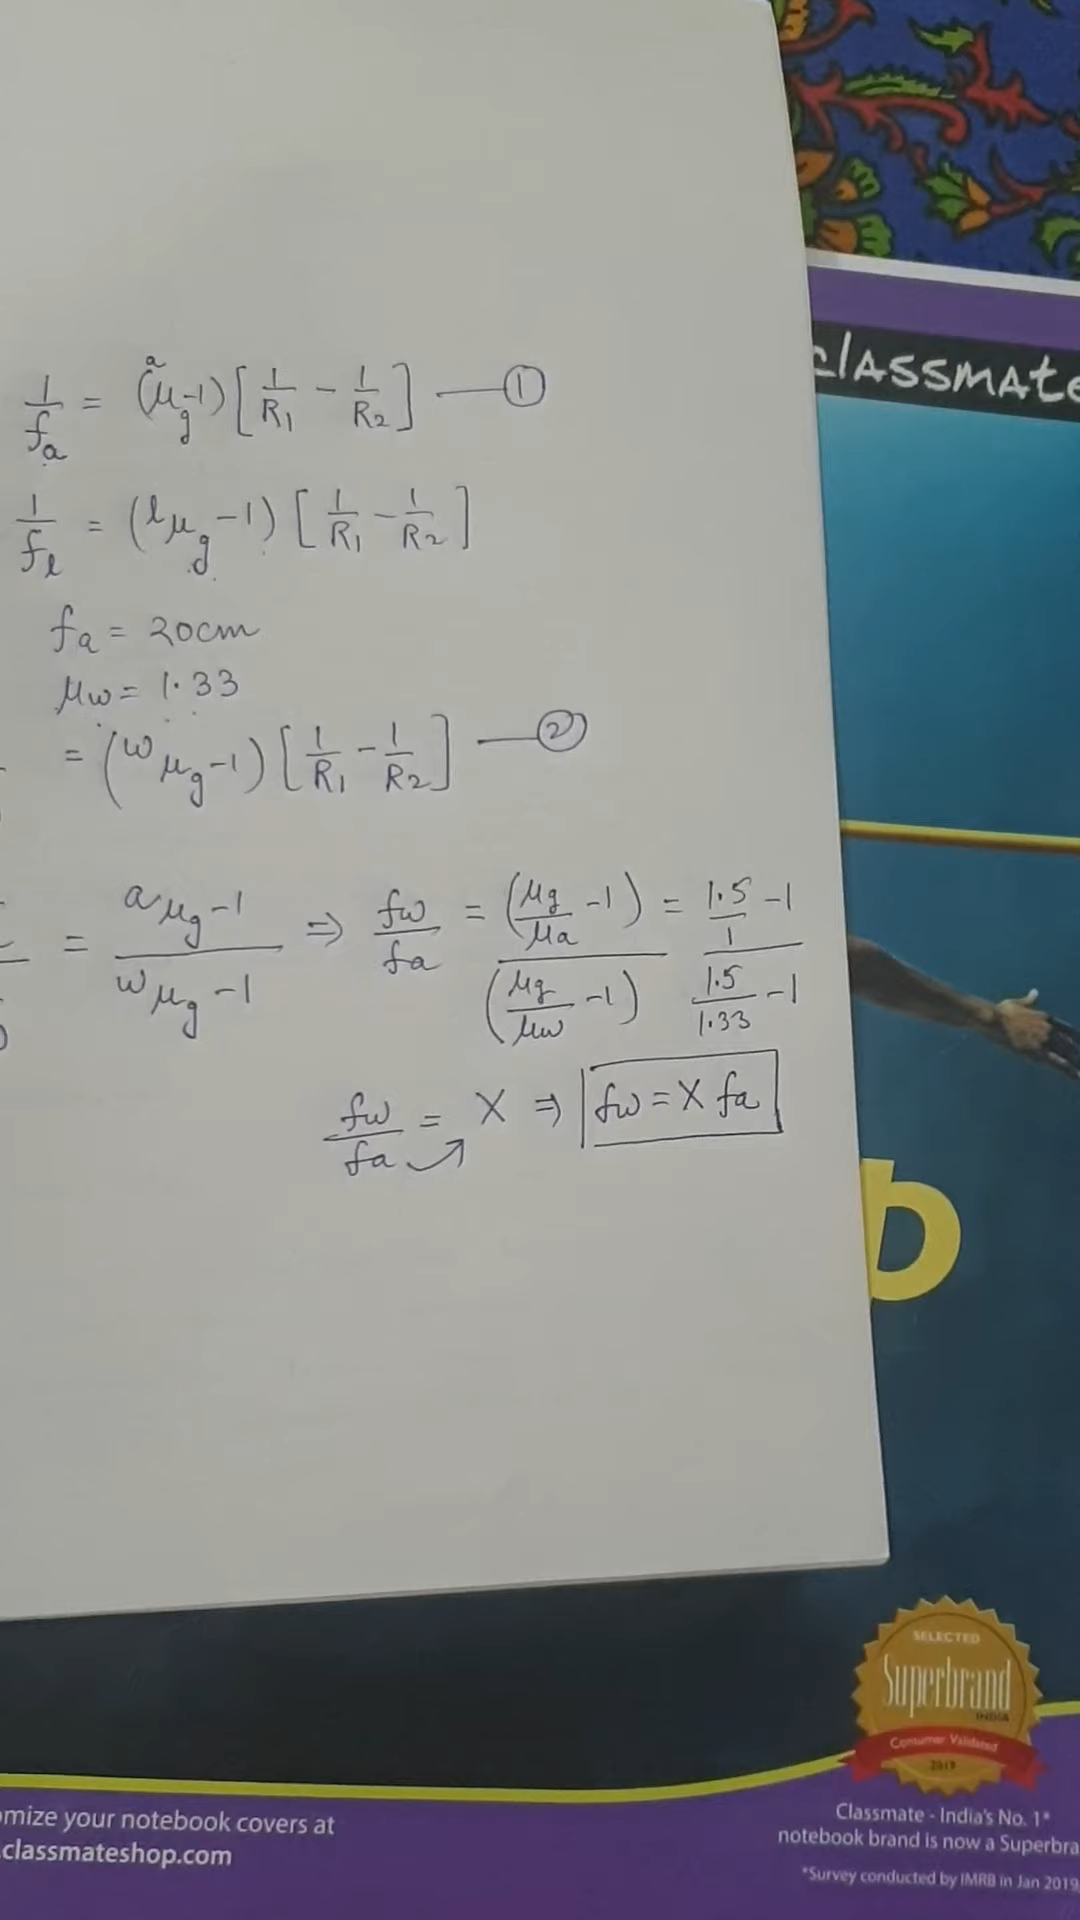 1/fa = (aμg-1)[1/R1 - 1/R2] —①
1/fl = (lμg-1)[1/R1 - 1/R2]
fa = 20cm
μw = 1.33
= (wμg-1)[1/R1 - 1/R2] —②
= aμg-1 / wμg-1 ⇒ fw/fa = (μg/μa -1) / (μg/μw -1) = 1.5/1 -1 / 1.5/1.33 -1
fw/fa = X ⇒ fw = X fa
classmate
b
SELECTED
Superbrand
INDIA
Consumer Validated
2019
omize your notebook covers at
.classmateshop.com
Classmate - India's No. 1*
notebook brand is now a Superbra
*Survey conducted by IMRB in Jan 2019